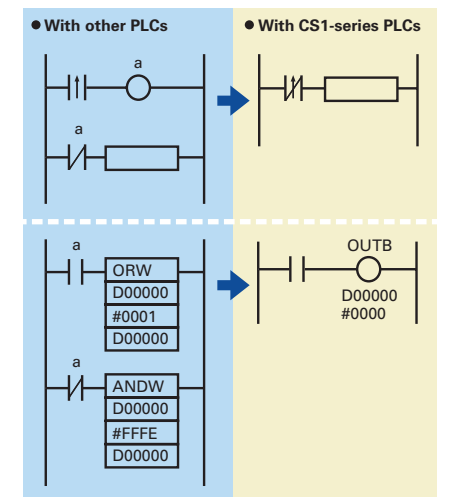 ● With other PLCs
● With CS1-series PLCs
a
a
a
ORW
D00000
#0001
D00000
OUTB
D00000
#0000
a
ANDW
D00000
#FFFE
D00000